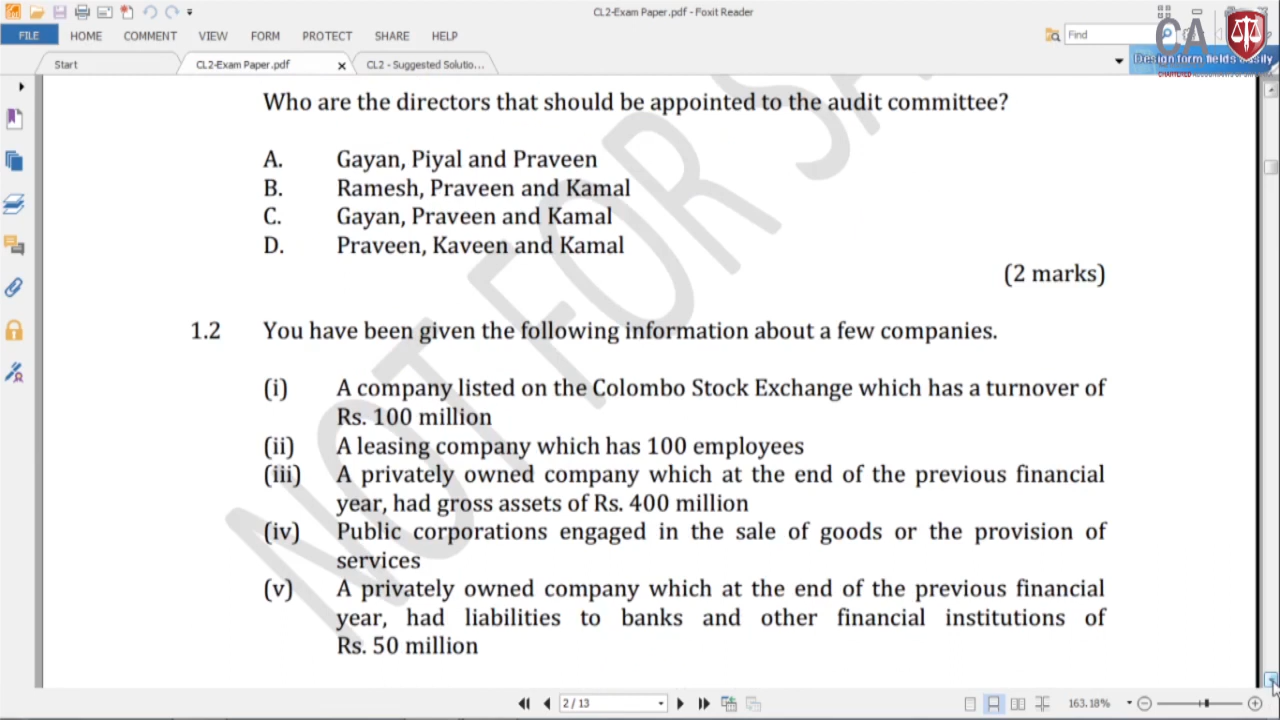 CL2-Exam Paper.pdf - Foxit Reader
FILE HOME COMMENT VIEW FORM PROTECT SHARE HELP
Find
CA
Start CL2-Exam Paper.pdf CL2 - Suggested Solutio...
Design form fields easily
NOT FOR SA
Who are the directors that should be appointed to the audit committee?
A. Gayan, Piyal and Praveen
B. Ramesh, Praveen and Kamal
C. Gayan, Praveen and Kamal
D. Praveen, Kaveen and Kamal
(2 marks)
1.2 You have been given the following information about a few companies.
(i) A company listed on the Colombo Stock Exchange which has a turnover of
Rs. 100 million
(ii) A leasing company which has 100 employees
(iii) A privately owned company which at the end of the previous financial
year, had gross assets of Rs. 400 million
(iv) Public corporations engaged in the sale of goods or the provision of
services
(v) A privately owned company which at the end of the previous financial
year, had liabilities to banks and other financial institutions of
Rs. 50 million
2 / 13
163.18%